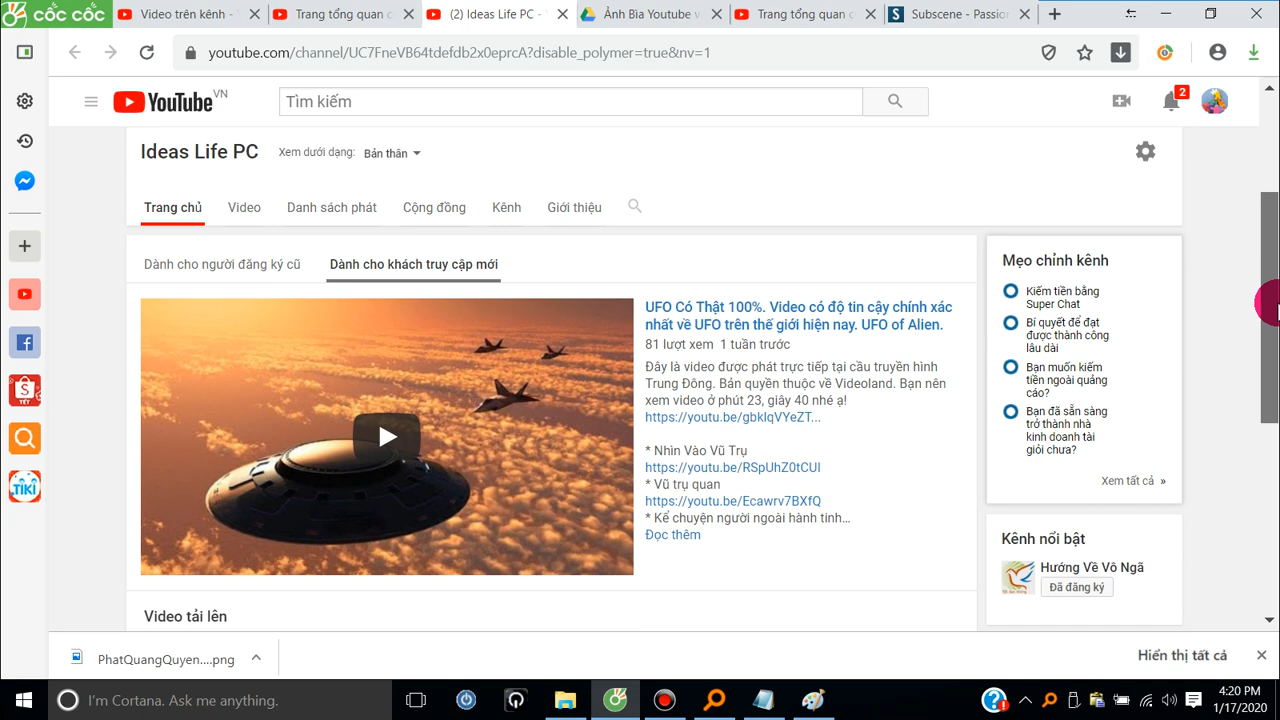 CỐC CỐC
Video trên kênh -
Trang tổng quan c
(2) Ideas Life PC -
Ảnh Bìa Youtube v
Trang tổng quan c
Subscene - Passio
youtube.com/channel/UC7FneVB64tdefdb2x0eprcA?disable_polymer=true&nv=1
YouTube VN
Tìm kiếm
2
Ideas Life PC
Xem dưới dạng: Bản thân
Trang chủ
Video
Danh sách phát
Cộng đồng
Kênh
Giới thiệu
Dành cho người đăng ký cũ
Dành cho khách truy cập mới
UFO Có Thật 100%. Video có độ tin cậy chính xác
nhất về UFO trên thế giới hiện nay. UFO of Alien.
81 lượt xem 1 tuần trước
Đây là video được phát trực tiếp tại cầu truyền hình
Trung Đông. Bản quyền thuộc về Videoland. Bạn nên
xem video ở phút 23, giây 40 nhé ạ!
https://youtu.be/gbklqVYeZT...
* Nhìn Vào Vũ Trụ
https://youtu.be/RSpUhZ0tCUI
* Vũ trụ quan
https://youtu.be/Ecawrv7BXfQ
* Kể chuyện người ngoài hành tinh…
Đọc thêm
Video tải lên
Mẹo chỉnh kênh
Kiếm tiền bằng
Super Chat
Bí quyết để đạt
được thành công
lâu dài
Bạn muốn kiếm
tiền ngoài quảng
cáo?
Bạn đã sẵn sàng
trở thành nhà
kinh doanh tài
giỏi chưa?
Xem tất cả »
Kênh nổi bật
Hướng Về Vô Ngã
Đã đăng ký
TẾT
TIKI
PhatQuangQuyen....png
Hiển thị tất cả
I'm Cortana. Ask me anything.
4:20 PM
1/17/2020